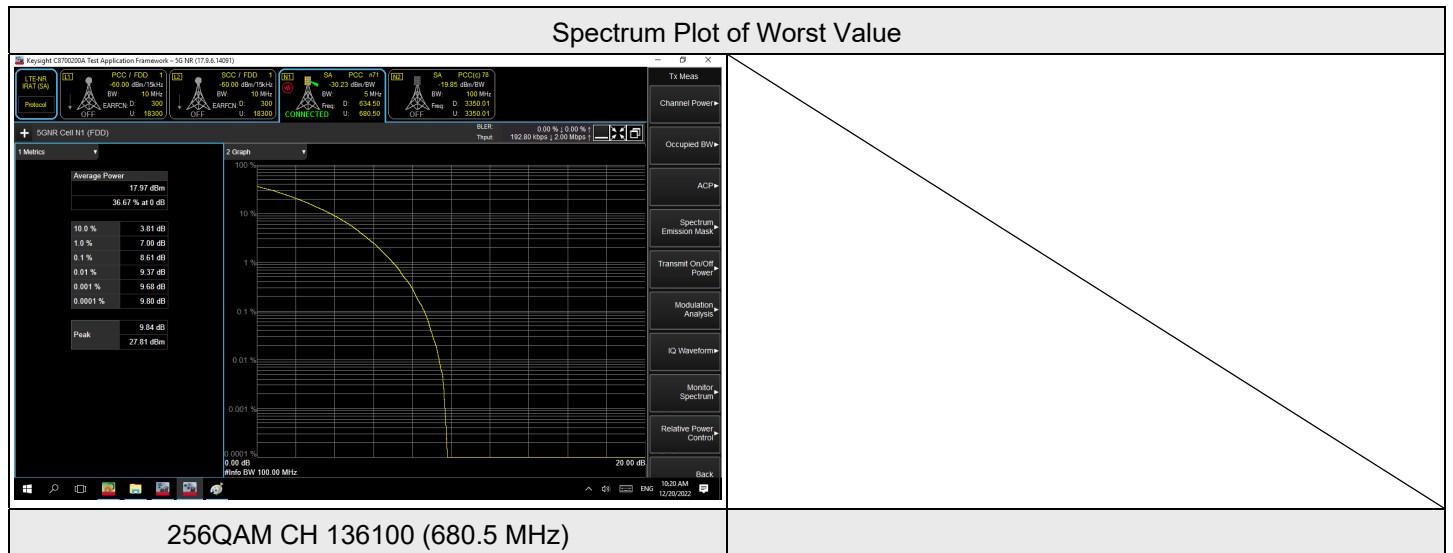 Spectrum Plot of Worst Value
Keysight C8700200A Test Application Framework – 5G NR (17.9.6.14091)
LTE-NR
IRAT (SA)
Protocol
L1
PCC / FDD 1
-60.00 dBm/15kHz
BW: 10 MHz
EARFCN: D: 300
U: 18300
OFF
L2
SCC / FDD 1
-60.00 dBm/15kHz
BW: 10 MHz
EARFCN: D: 300
U: 18300
OFF
N1
SA PCC n71
-30.23 dBm/BW
BW: 5 MHz
Freq: D: 634.50
U: 680.50
CONNECTED
N2
SA PCC(c) 78
-19.85 dBm/BW
BW: 100 MHz
Freq: D: 3350.01
U: 3350.01
OFF
+ 5GNR Cell N1 (FDD)
BLER: 0.00 % ↓ 0.00 % ↑
Thput: 192.80 kbps ↓ 2.00 Mbps ↑
1 Metrics
Average Power
17.97 dBm
36.67 % at 0 dB
10.0 % 3.81 dB
1.0 % 7.00 dB
0.1 % 8.61 dB
0.01 % 9.37 dB
0.001 % 9.68 dB
0.0001 % 9.80 dB
Peak
9.84 dB
27.81 dBm
2 Graph
100 %
10 %
1 %
0.1 %
0.01 %
0.001 %
0.0001 %
0.00 dB
20.00 dB
#Info BW 100.00 MHz
Tx Meas
Channel Power
Occupied BW
ACP
Spectrum
Emission Mask
Transmit On/Off
Power
Modulation
Analysis
IQ Waveform
Monitor
Spectrum
Relative Power
Control
Back
ENG
10:20 AM
12/20/2022
256QAM CH 136100 (680.5 MHz)